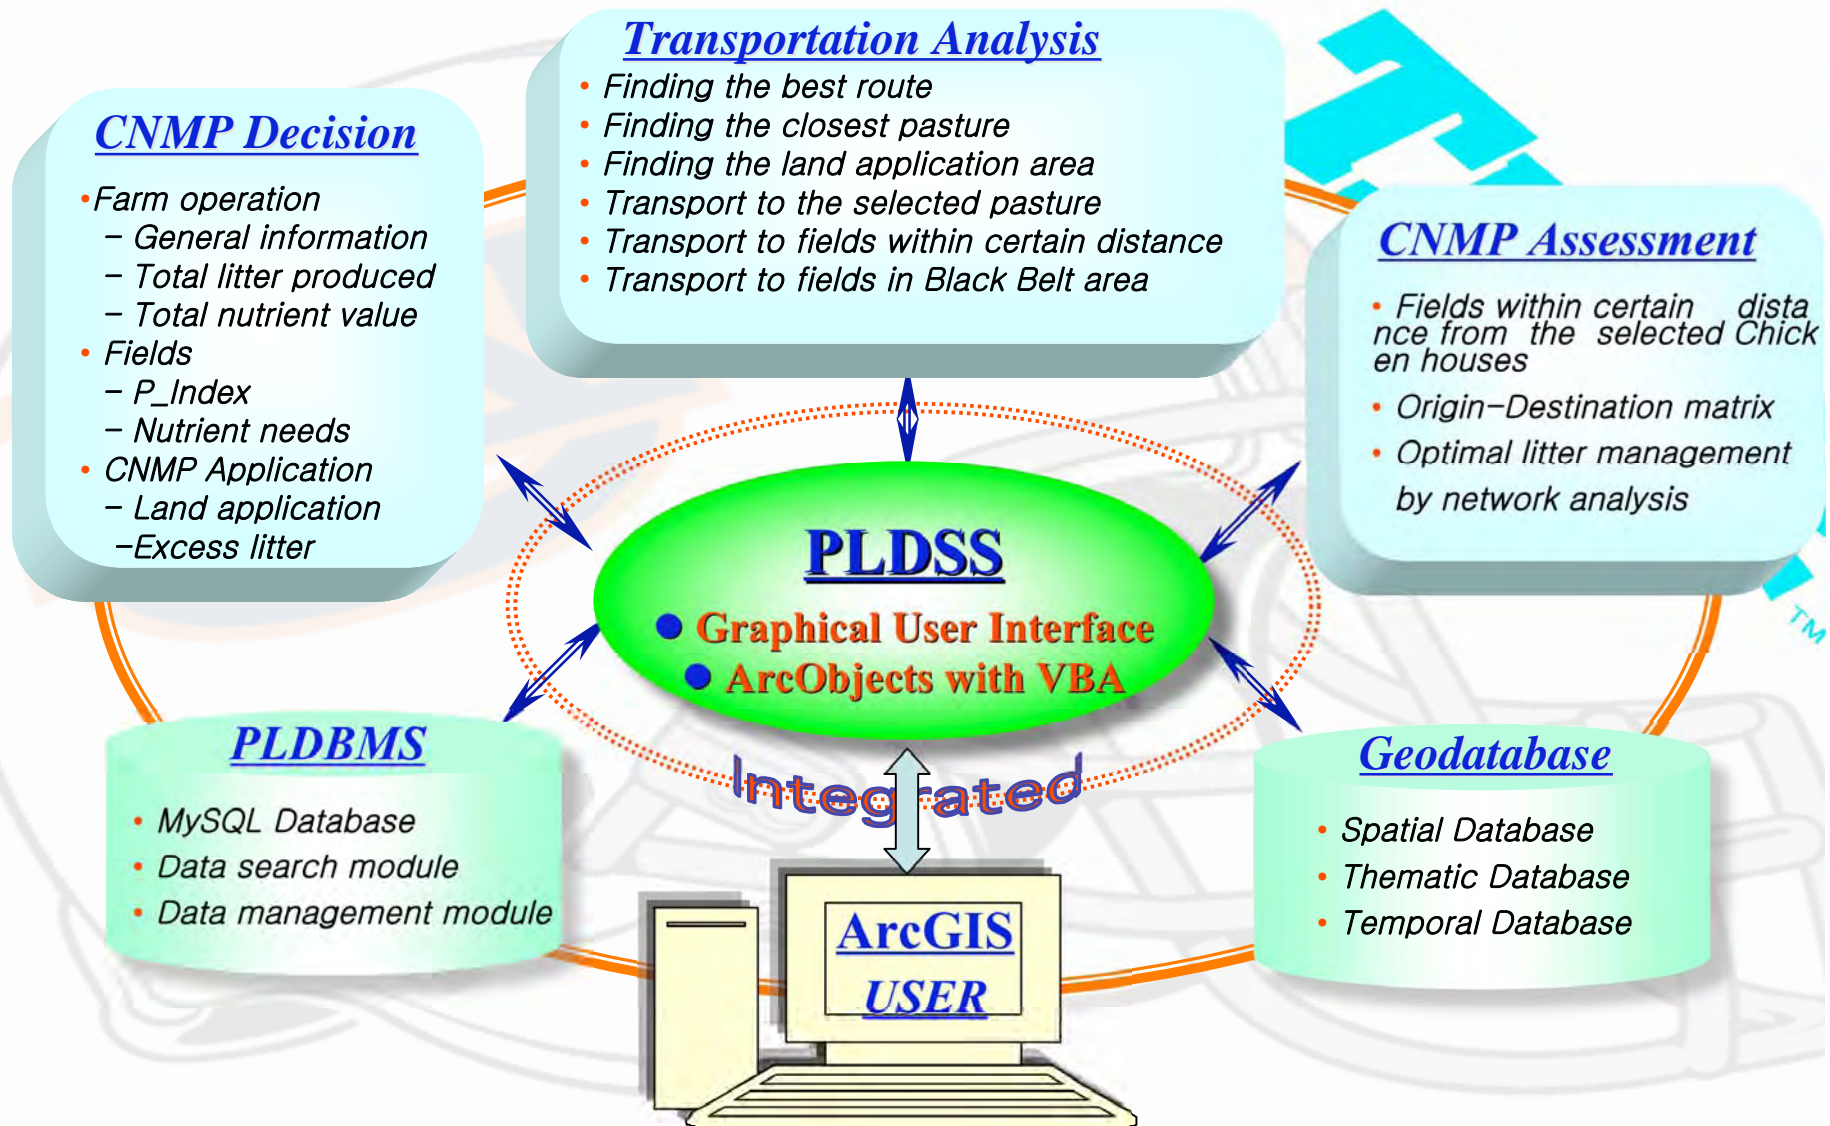 Transportation Analysis
• Finding the best route
• Finding the closest pasture
• Finding the land application area
• Transport to the selected pasture
• Transport to fields within certain distance
• Transport to fields in Black Belt area
CNMP Decision
•Farm operation
– General information
– Total litter produced
– Total nutrient value
• Fields
– P_Index
– Nutrient needs
• CNMP Application
– Land application
–Excess litter
CNMP Assessment
• Fields within certain dista
nce from the selected Chick
en houses
• Origin–Destination matrix
• Optimal litter management
by network analysis
TM
PLDSS
● Graphical User Interface
● ArcObjects with VBA
Integrated
PLDBMS
• MySQL Database
• Data search module
• Data management module
Geodatabase
• Spatial Database
• Thematic Database
• Temporal Database
ArcGIS
USER